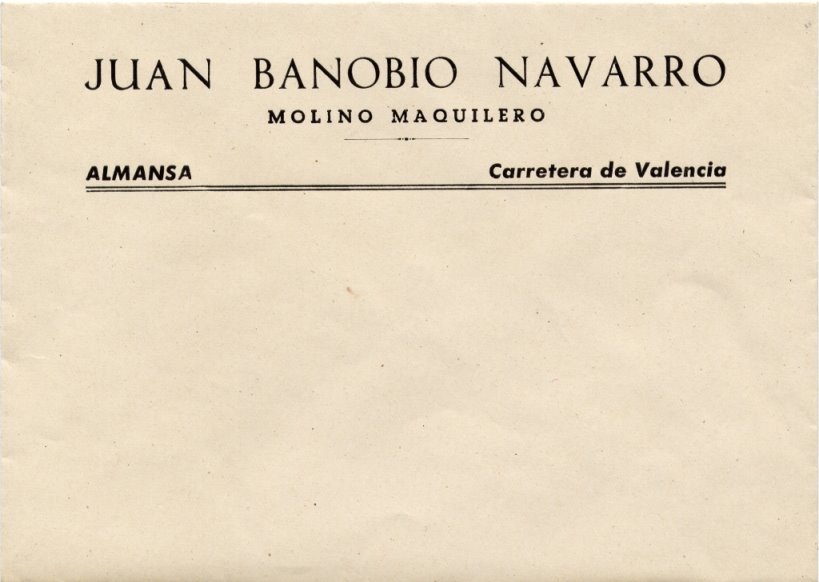 JUAN BANOBIO NAVARRO
MOLINO MAQUILERO
ALMANSA Carretera de Valencia